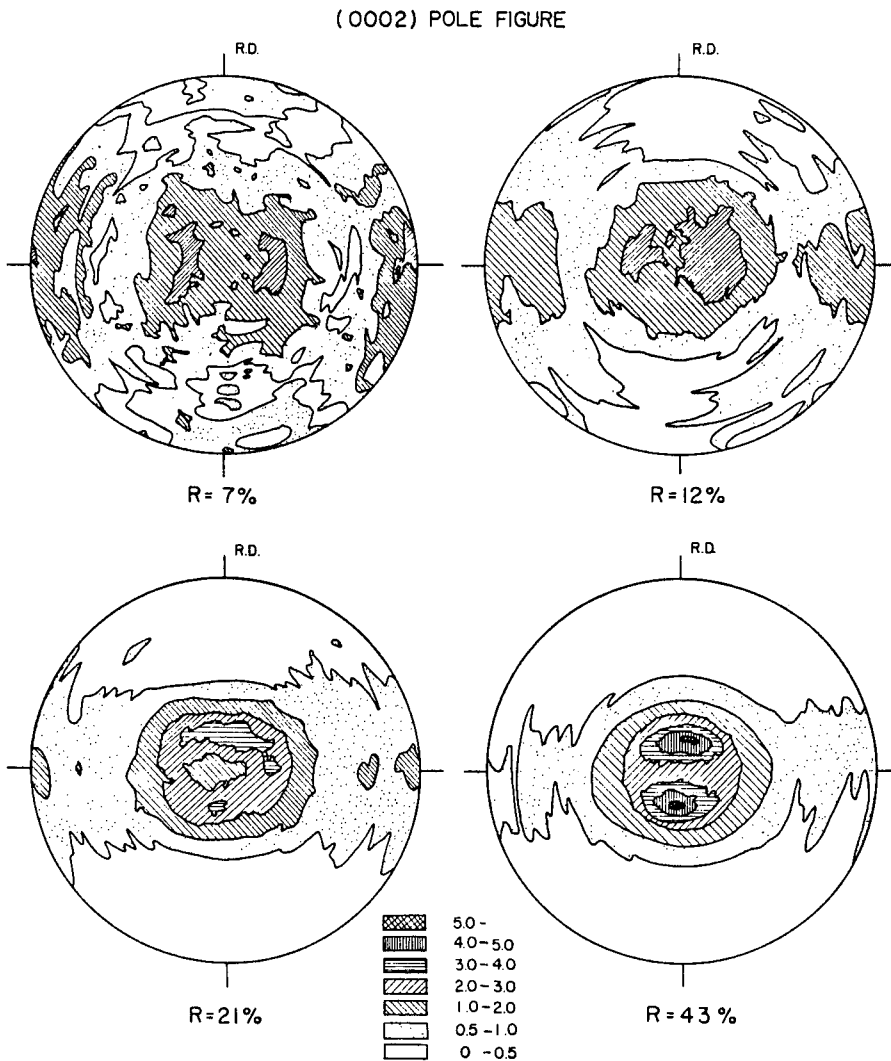 (0002) POLE FIGURE
R.D.
R.D.
R= 7%
R=12%
R.D.
R.D.
R=21%
R=43%
5.0-
4.0-5.0
3.0-4.0
2.0-3.0
1.0-2.0
0.5-1.0
0 -0.5